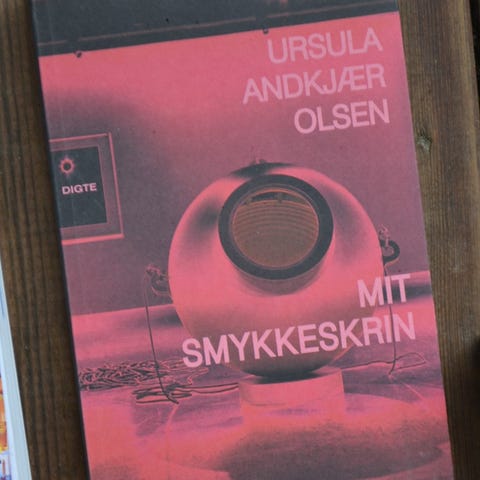 URSULA
ANDKJÆR
OLSEN
DIGTE
MIT
SMYKKESKRIN